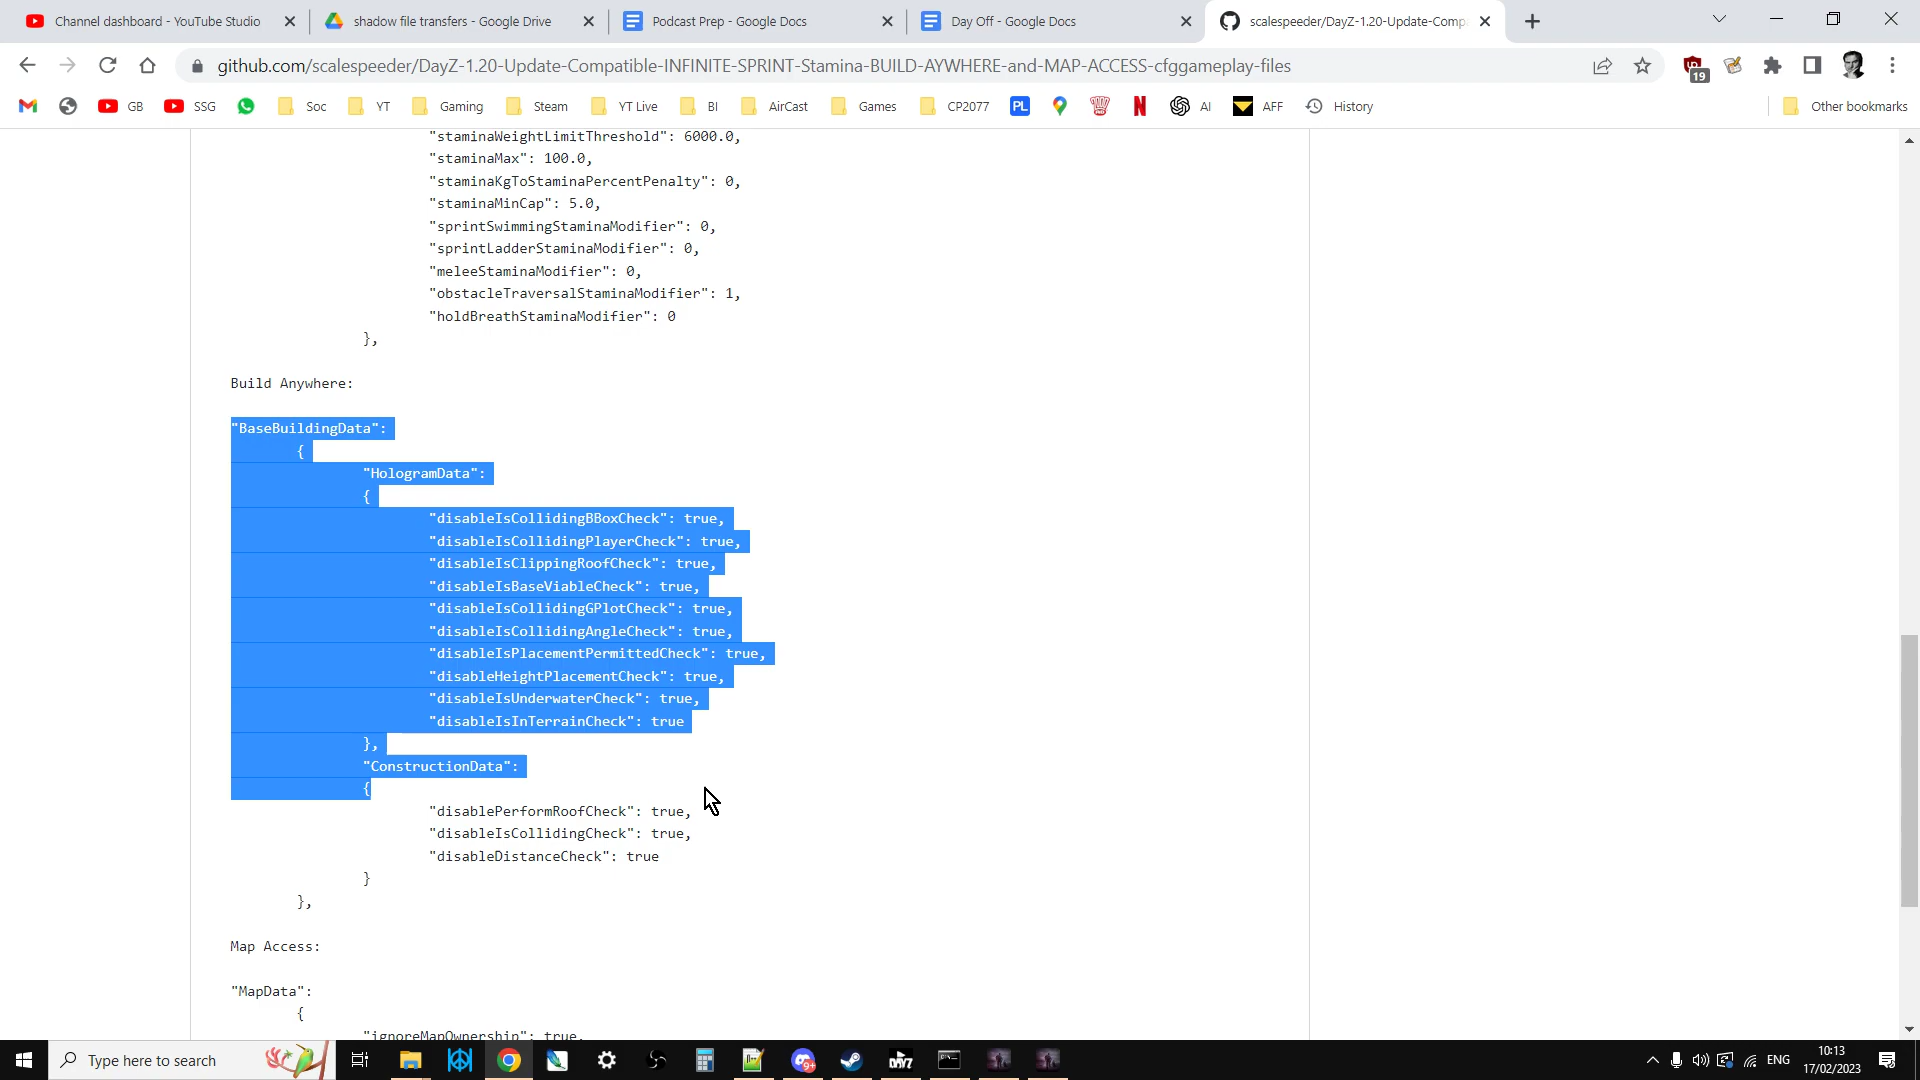 Channel dashboard - YouTube Studio
shadow file transfers - Google Drive
Podcast Prep - Google Docs
Day Off - Google Docs
scalespeeder/DayZ-1.20-Update-Comp
github.com/scalespeeder/DayZ-1.20-Update-Compatible-INFINITE-SPRINT-Stamina-BUILD-AYWHERE-and-MAP-ACCESS-cfggameplay-files
19
GB
SSG
Soc
YT
Gaming
Steam
YT Live
BI
AirCast
Games
CP2077
PL
N
AI
AFF
History
Other bookmarks
"staminaWeightLimitThreshold": 6000.0,
"staminaMax": 100.0,
"staminaKgToStaminaPercentPenalty": 0,
"staminaMinCap": 5.0,
"sprintSwimmingStaminaModifier": 0,
"sprintLadderStaminaModifier": 0,
"meleeStaminaModifier": 0,
"obstacleTraversalStaminaModifier": 1,
"holdBreathStaminaModifier": 0
},
Build Anywhere:
"BaseBuildingData":
{
"HologramData":
{
"disableIsCollidingBBoxCheck": true,
"disableIsCollidingPlayerCheck": true,
"disableIsClippingRoofCheck": true,
"disableIsBaseViableCheck": true,
"disableIsCollidingGPlotCheck": true,
"disableIsCollidingAngleCheck": true,
"disableIsPlacementPermittedCheck": true,
"disableHeightPlacementCheck": true,
"disableIsUnderwaterCheck": true,
"disableIsInTerrainCheck": true
},
"ConstructionData":
{
"disablePerformRoofCheck": true,
"disableIsCollidingCheck": true,
"disableDistanceCheck": true
}
},
Map Access:
"MapData":
{
"ignoreMapOwnership": true,
Type here to search
DAYZ
9+
ENG
10:13
17/02/2023